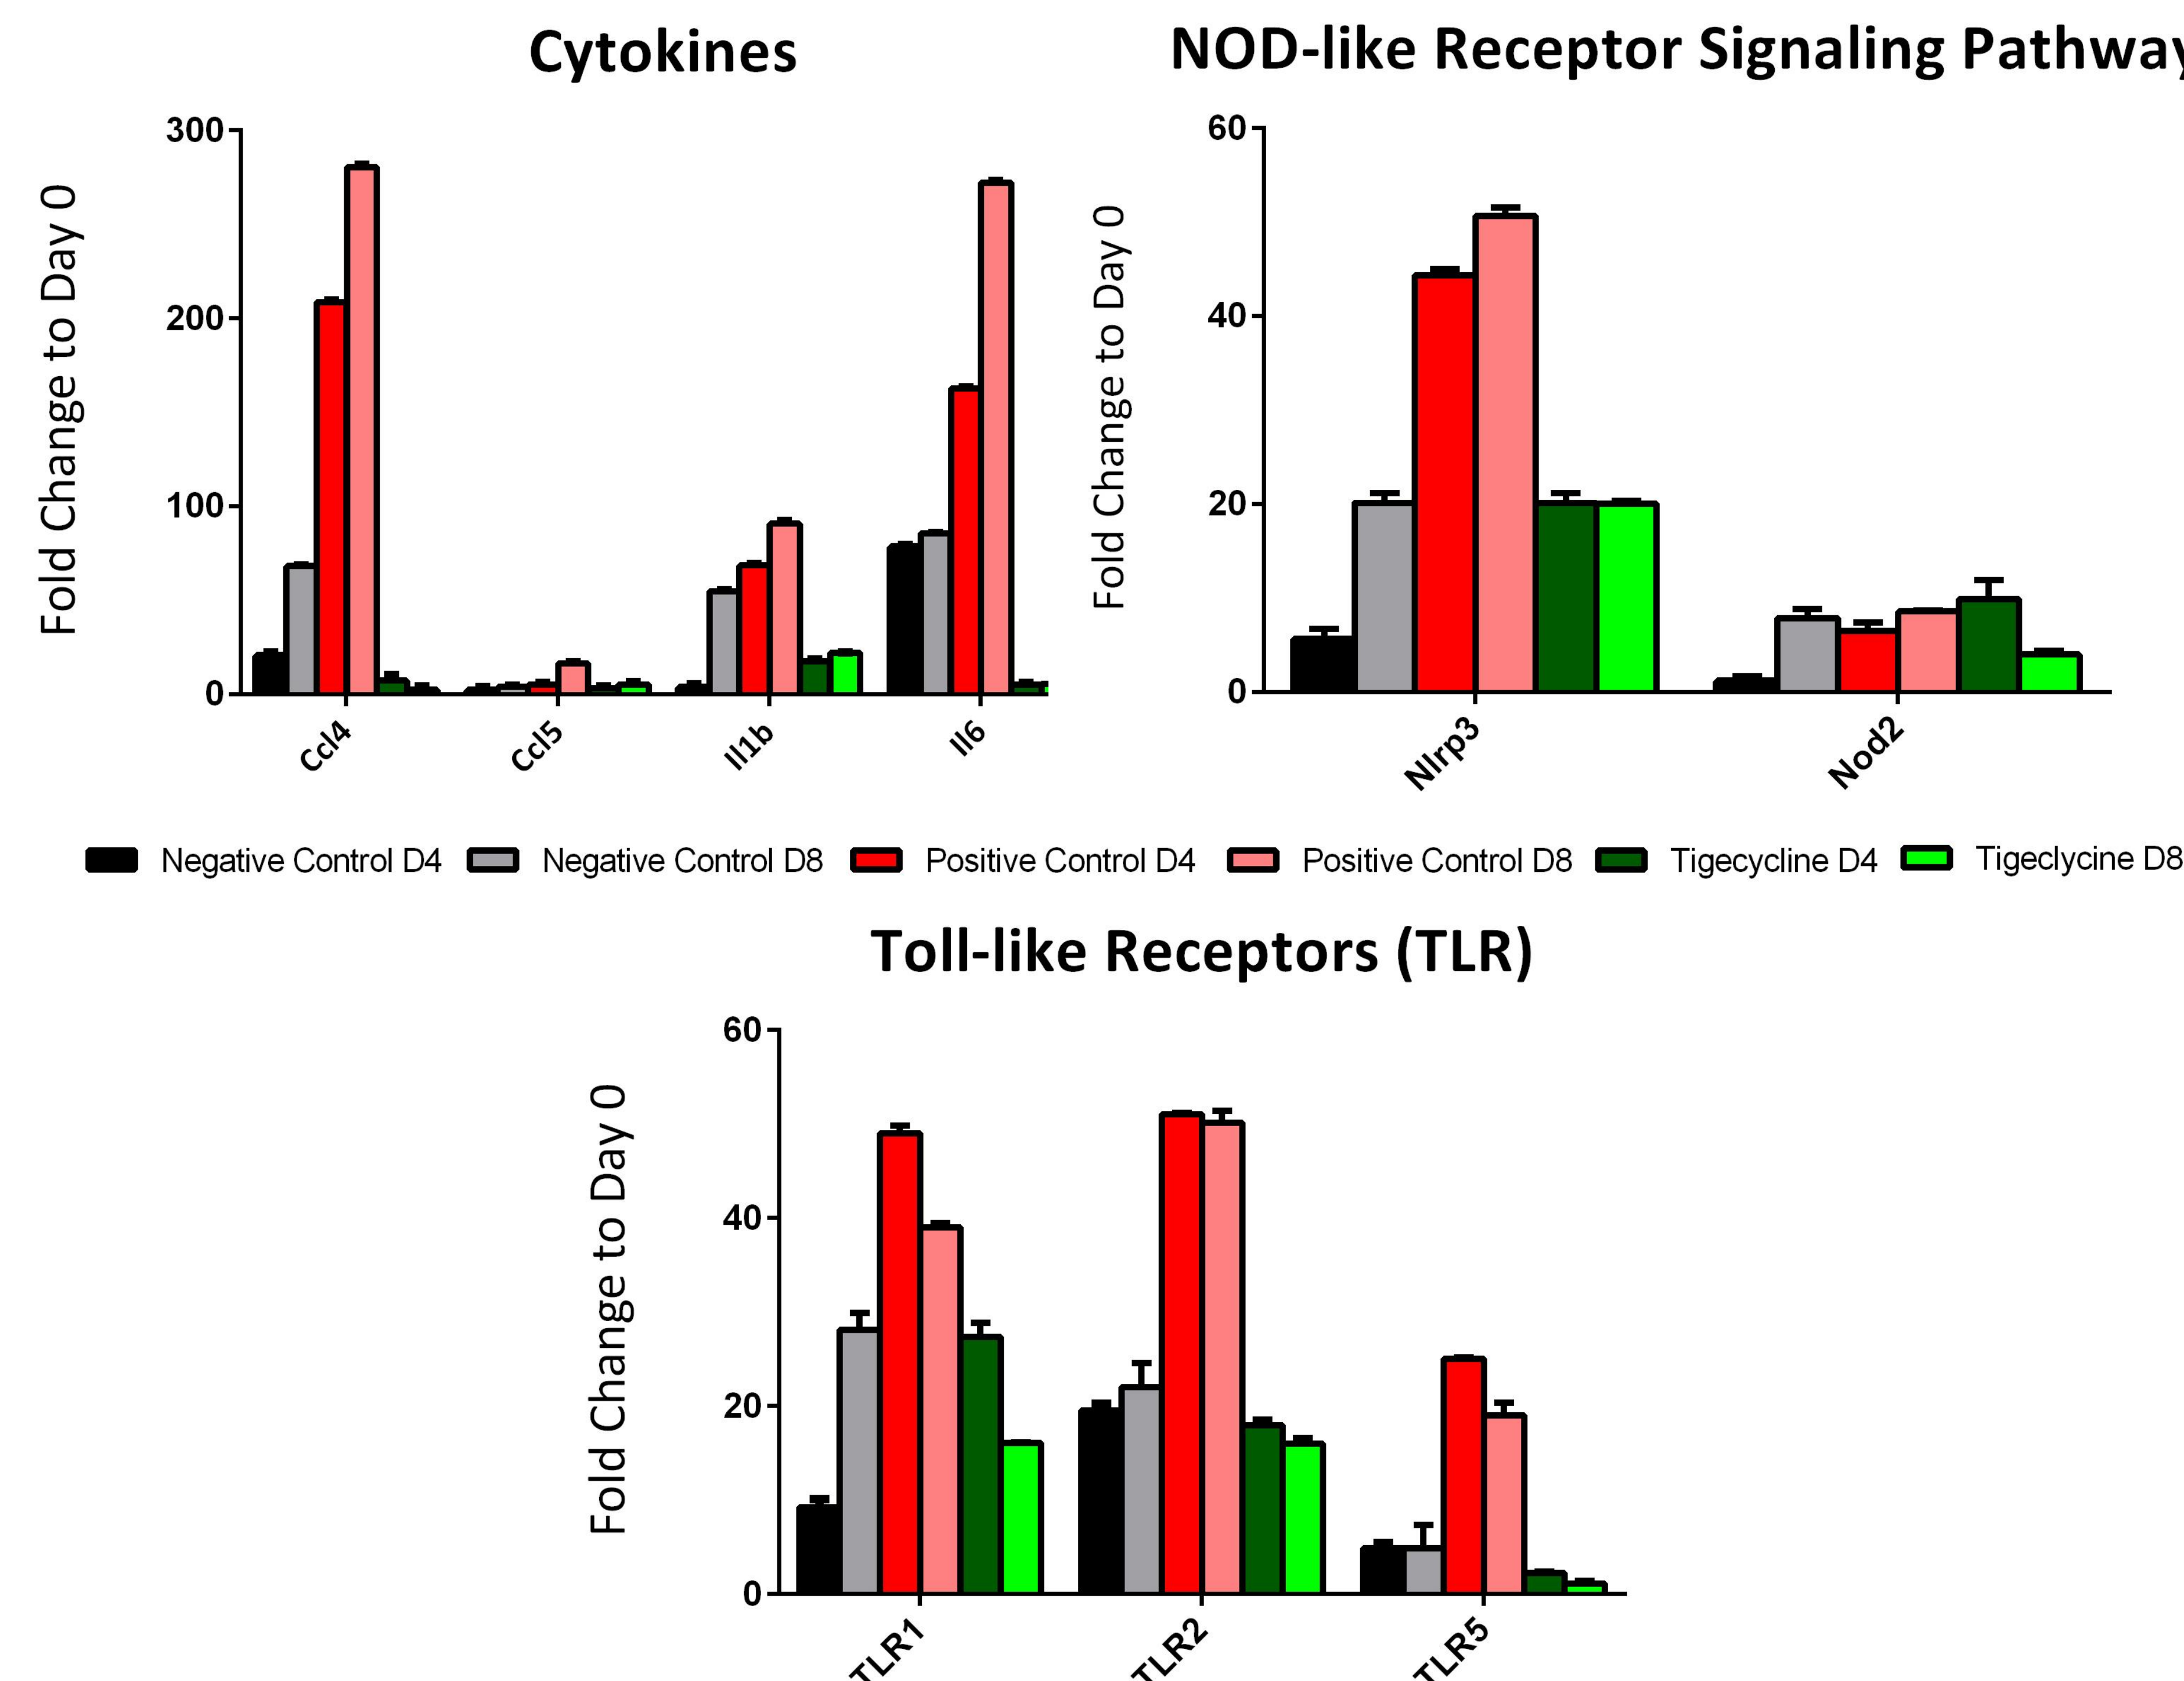 Cytokines
NOD-like Receptor Signaling Pathway
Fold Change to Day 0
300
200
100
0
Ccl4
Ccl5
Il1b
Il6
Fold Change to Day 0
60
40
20
0
Nlrp3
Nod2
Negative Control D4
Negative Control D8
Positive Control D4
Positive Control D8
Tigecycline D4
Tigeclycine D8
Toll-like Receptors (TLR)
Fold Change to Day 0
60
40
20
0
TLR1
TLR2
TLR5